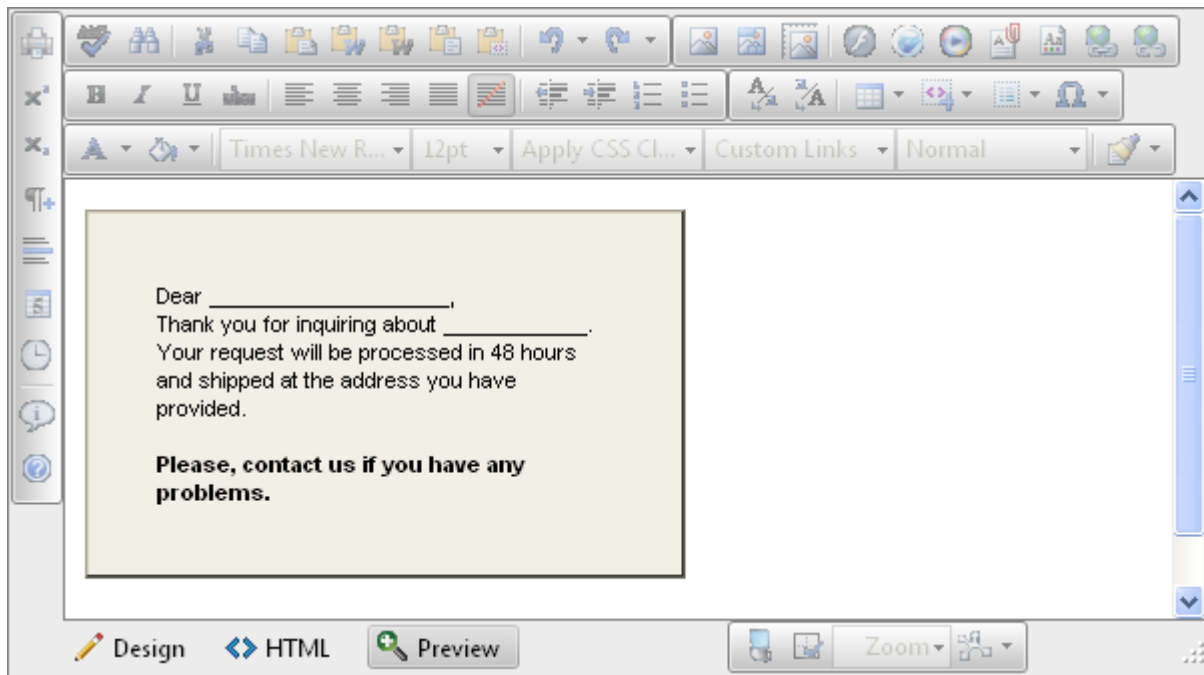 Times New R... 12pt Apply CSS Cl... Custom Links Normal
Dear ____________________,
Thank you for inquiring about ____________.
Your request will be processed in 48 hours
and shipped at the address you have
provided.
Please, contact us if you have any
problems.
Design HTML Preview Zoom